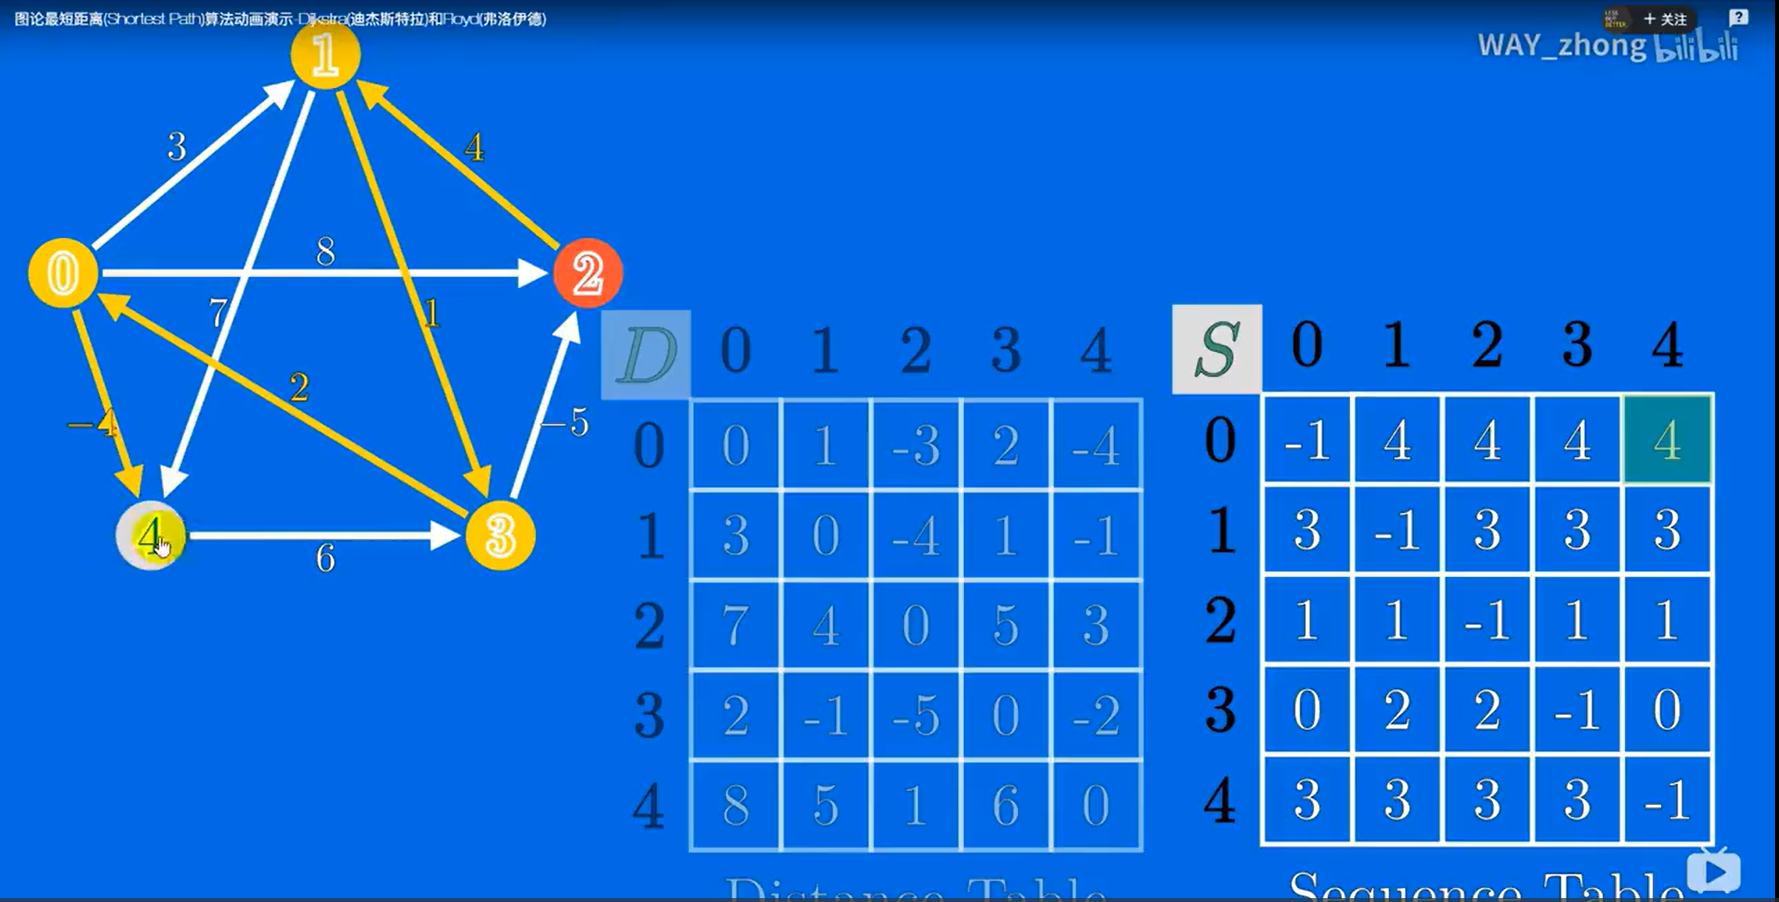 图论最短距离(Shortest Path)算法动画演示-Dijkstra(迪杰斯特拉)和Floyd(弗洛伊德)
+ 关注
?
WAY_zhong bilibili
1
3
4
0
8
2
7
1
2
-4
-5
4
6
3
D 0 1 2 3 4
0 0 1 -3 2 -4
1 3 0 -4 1 -1
2 7 4 0 5 3
3 2 -1 -5 0 -2
4 8 5 1 6 0
Distance Table
S 0 1 2 3 4
0 -1 4 4 4 4
1 3 -1 3 3 3
2 1 1 -1 1 1
3 0 2 2 -1 0
4 3 3 3 3 -1
Sequence Table